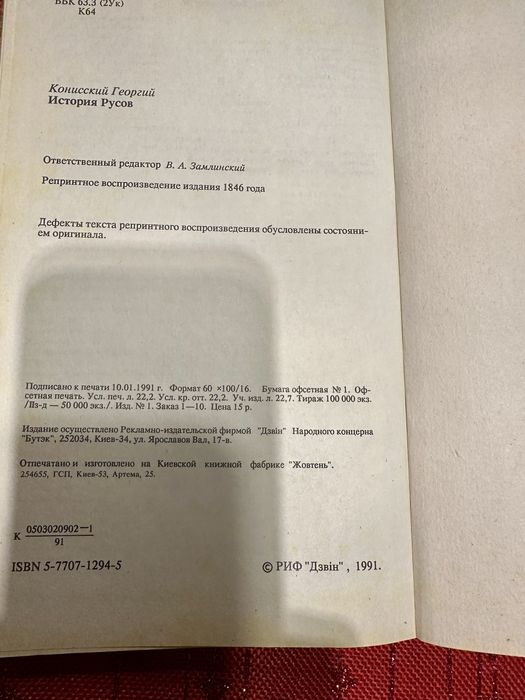 ББК 63.3 (2Ук)
К64
Конисский Георгий
История Русов
Ответственный редактор В. А. Замлинский
Репринтное воспроизведение издания 1846 года
Дефекты текста репринтного воспроизведения обусловлены состояни-
ем оригинала.
Подписано к печати 10.01.1991 г. Формат 60 ×100/16. Бумага офсетная № 1. Оф-
сетная печать. Усл. печ. л. 22,2. Усл. кр. отт. 22,2. Уч. изд. л. 22,7. Тираж 100 000 экз.
/IIз-д — 50 000 экз./. Изд. № 1. Заказ 1—10. Цена 15 р.
Издание осуществлено Рекламно-издательской фирмой "Дзвін" Народного концерна
"Бутэк", 252034, Киев-34, ул. Ярославов Вал, 17-в.
Отпечатано и изготовлено на Киевской книжной фабрике "Жовтень".
254655, ГСП, Киев-53, Артема, 25.
К 0503020902—1
91
ISBN 5-7707-1294-5 © РИФ "Дзвін" , 1991.